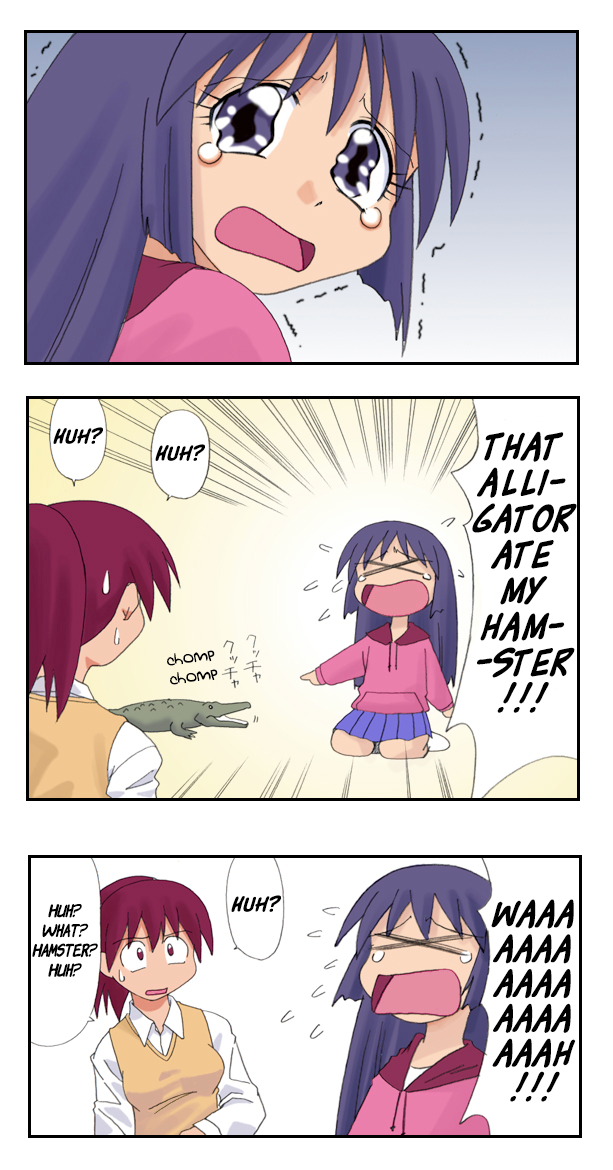 HUH?
HUH?
THAT
ALLI-
GATOR
ATE
MY
HAM-
-STER
!!!
chomp
chomp
クッチャ
クッチャ
HUH?
WHAT?
HAMSTER?
HUH?
HUH?
WAAA
AAAA
AAAA
AAAA
AAAH
!!!